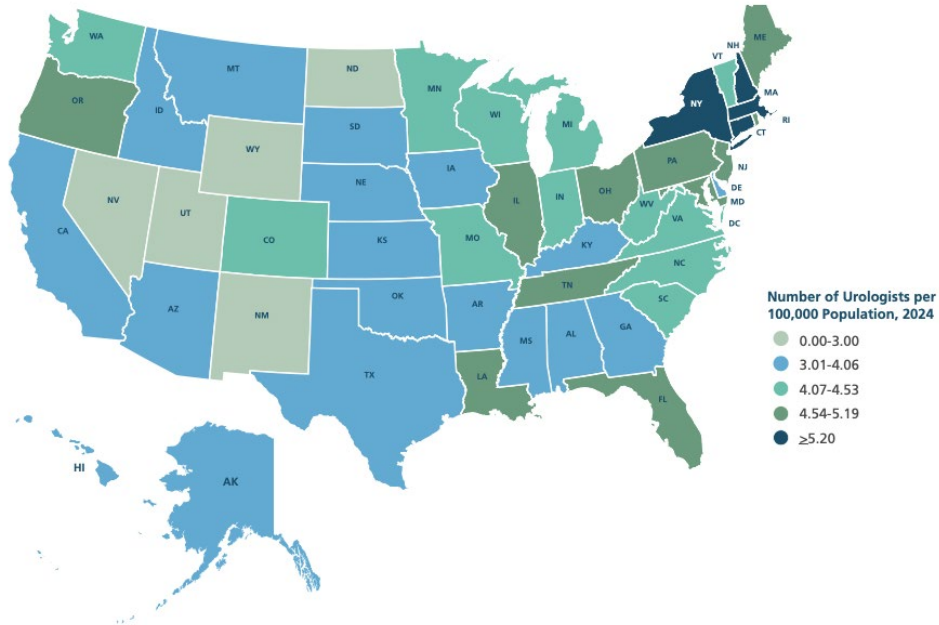 WA
MT
ND
MN
VT
NH
ME
OR
ID
SD
WI
MI
NY
MA
RI
CT
WY
IA
PA
NJ
NV
UT
NE
IL
IN
OH
DE
MD
CA
CO
KS
MO
WV
VA
DC
KY
NC
AZ
NM
OK
AR
TN
SC
MS
AL
GA
TX
LA
FL
HI
AK
Number of Urologists per
100,000 Population, 2024
0.00-3.00
3.01-4.06
4.07-4.53
4.54-5.19
≥5.20